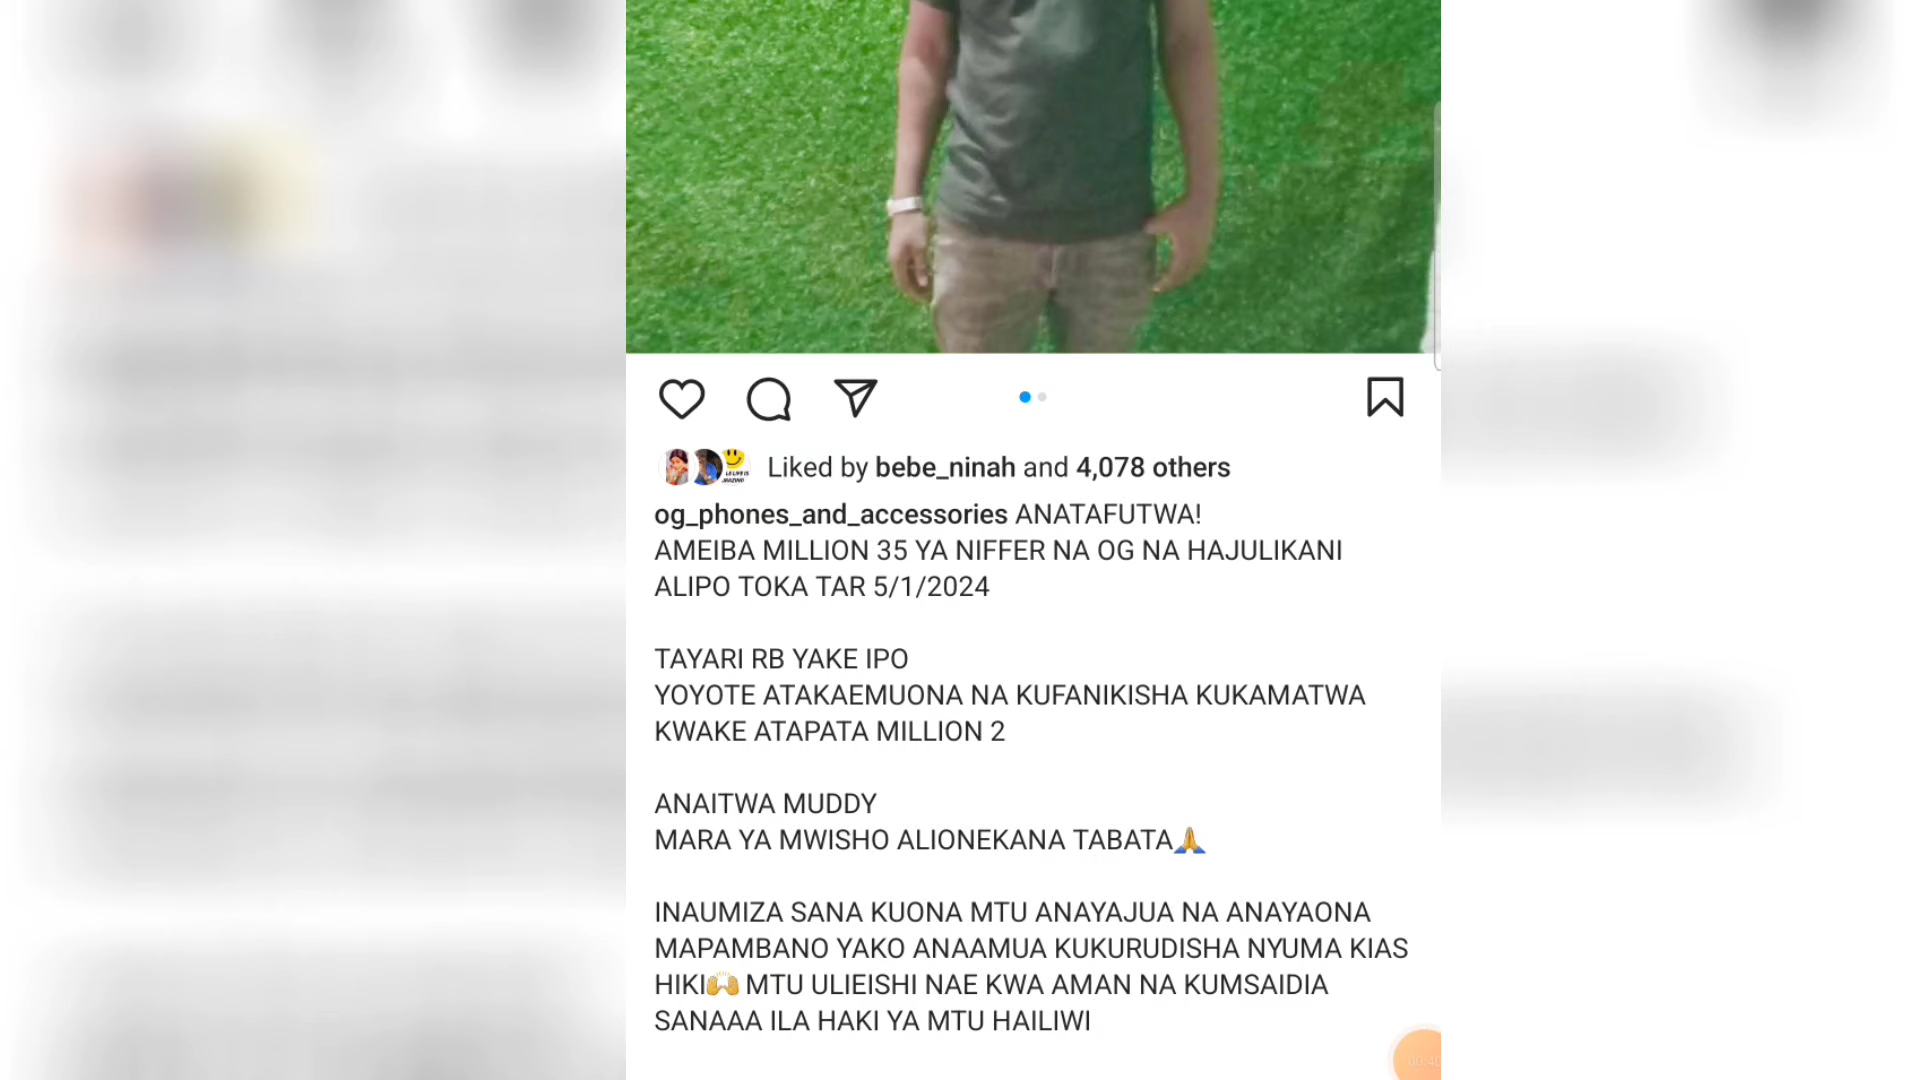 Liked by bebe_ninah and 4,078 others
og_phones_and_accessories ANATAFUTWA!
AMEIBA MILLION 35 YA NIFFER NA OG NA HAJULIKANI
ALIPO TOKA TAR 5/1/2024
TAYARI RB YAKE IPO
YOYOTE ATAKAEMUONA NA KUFANIKISHA KUKAMATWA
KWAKE ATAPATA MILLION 2
ANAITWA MUDDY
MARA YA MWISHO ALIONEKANA TABATA🙏
INAUMIZA SANA KUONA MTU ANAYAJUA NA ANAYAONA
MAPAMBANO YAKO ANAAMUA KUKURUDISHA NYUMA KIAS
HIKI🙌 MTU ULIEISHI NAE KWA AMAN NA KUMSAIDIA
SANAAA ILA HAKI YA MTU HAILIWI